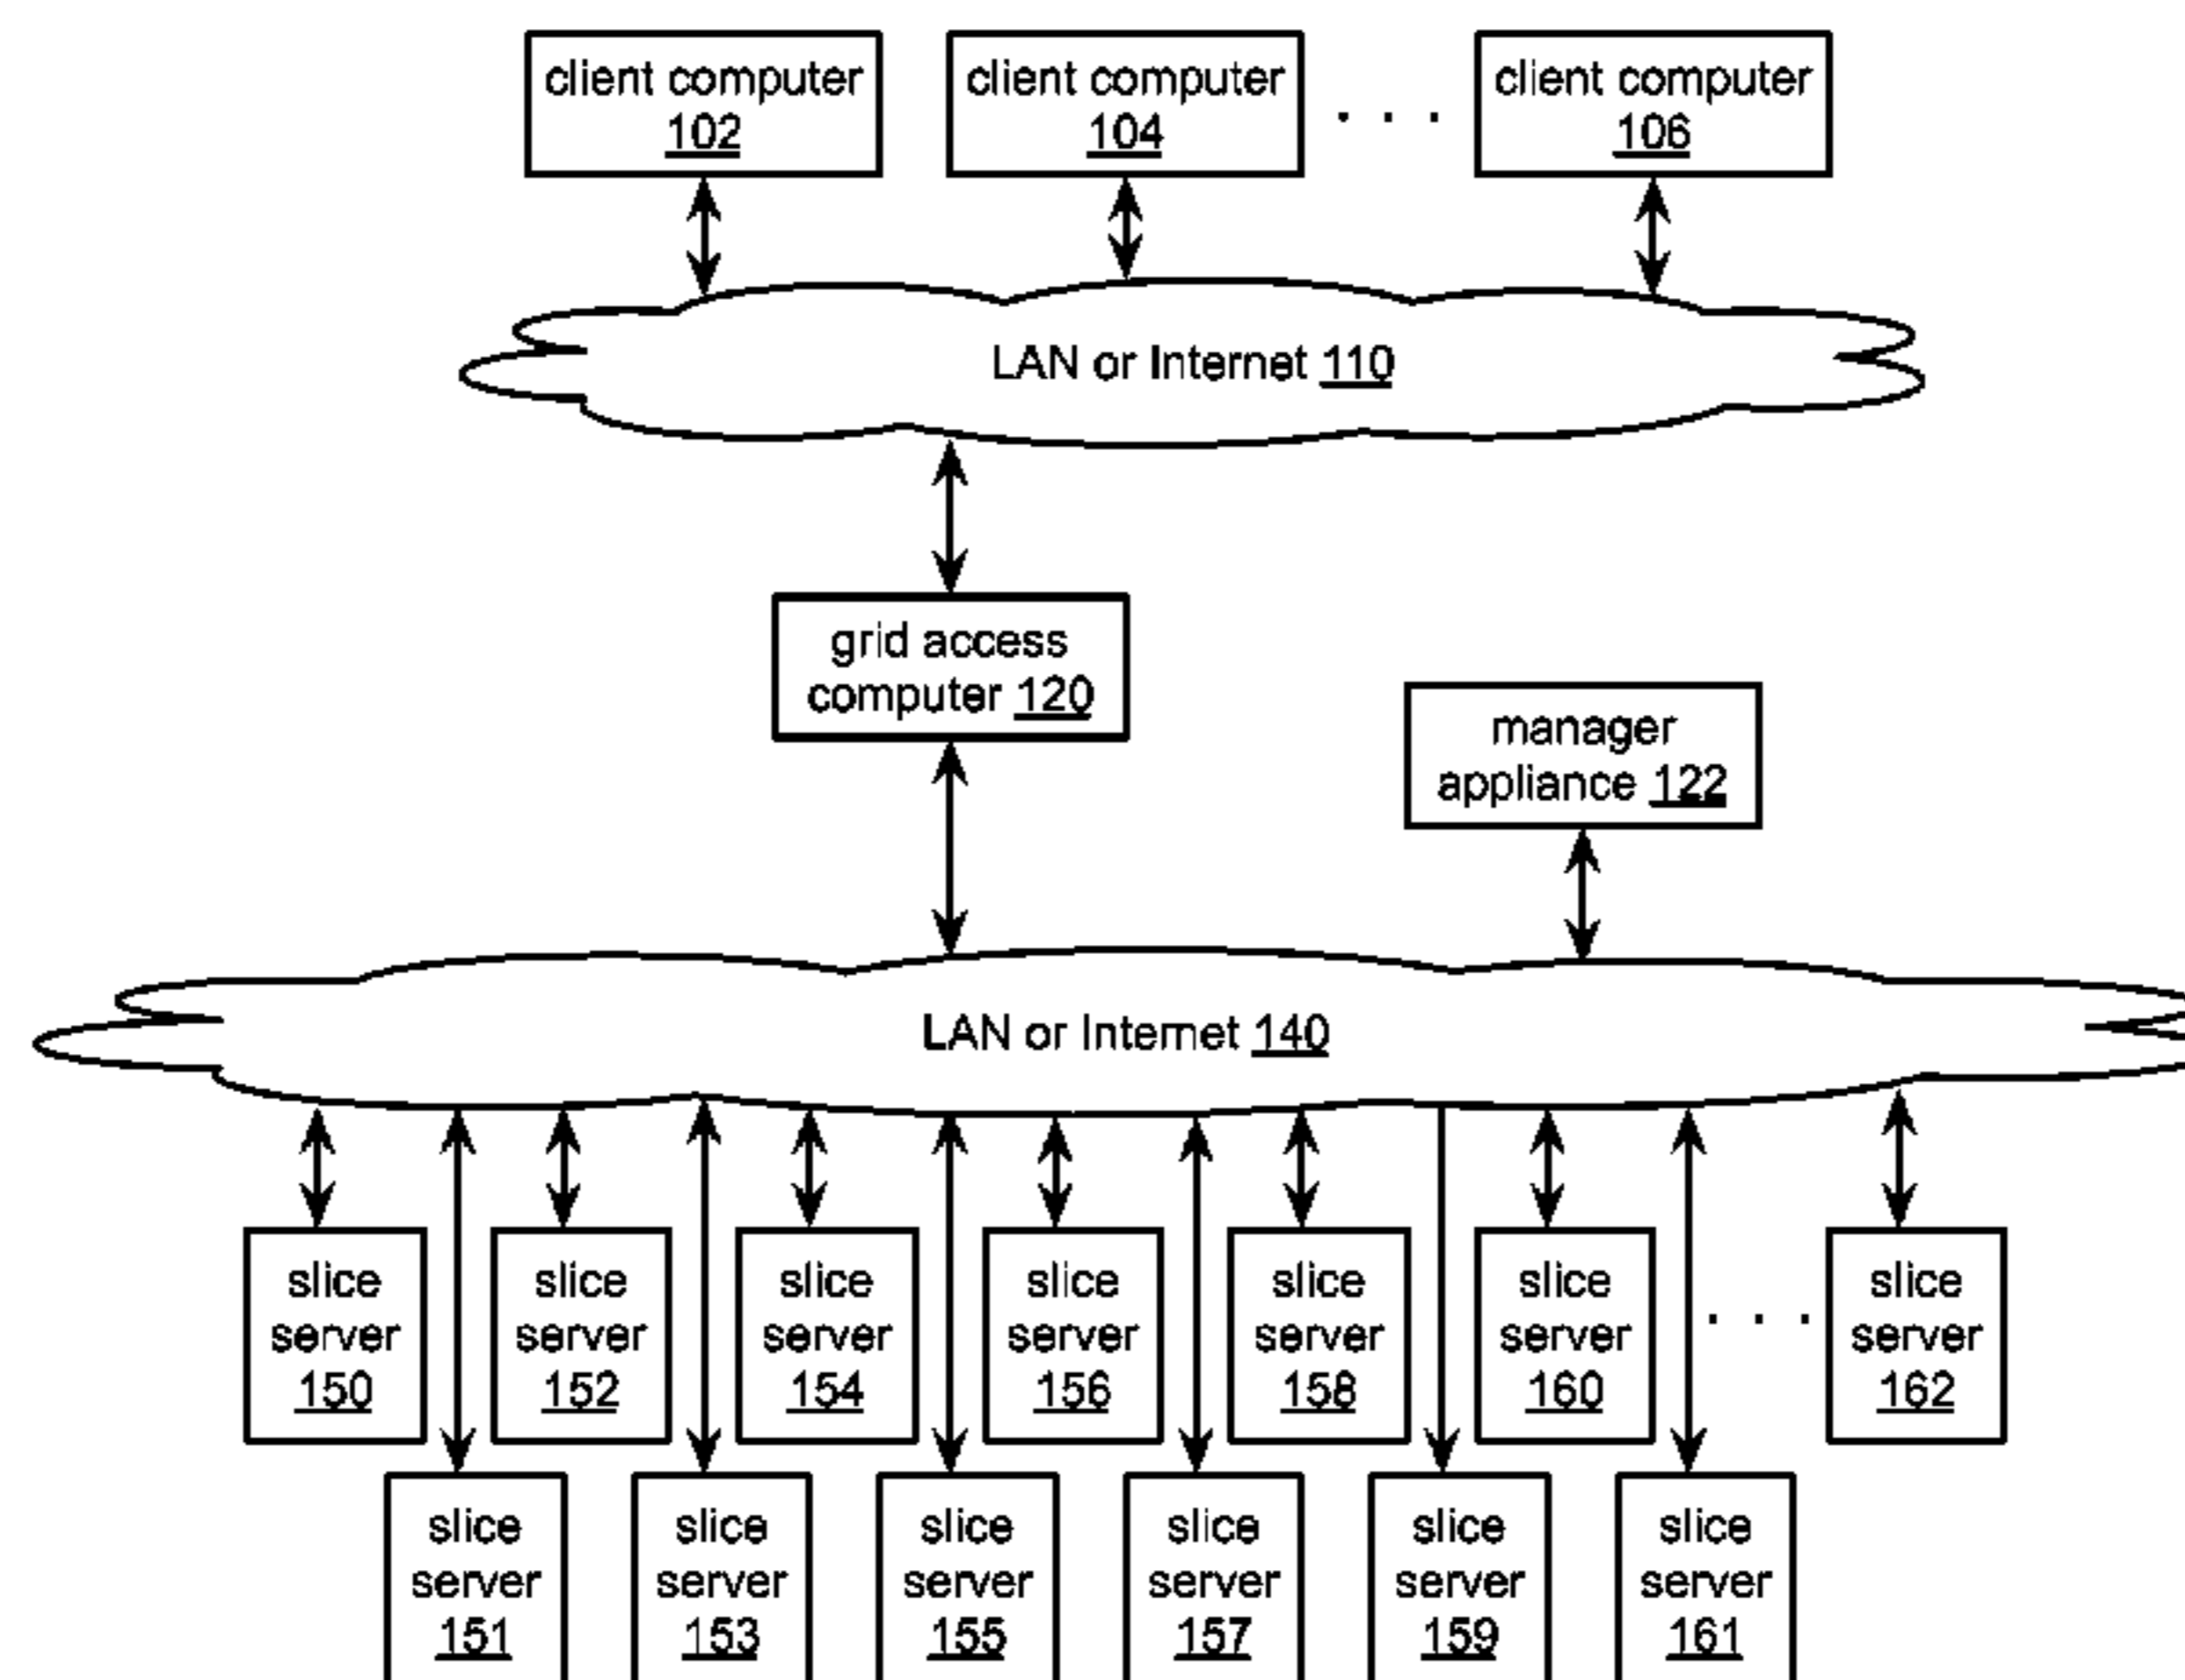 client computer
102
client computer
104
. . .
client computer
106
LAN or Internet 110
grid access
computer 120
manager
appliance 122
LAN or Internet 140
slice
server
150
slice
server
152
slice
server
154
slice
server
156
slice
server
158
slice
server
160
. . .
slice
server
162
slice
server
151
slice
server
153
slice
server
155
slice
server
157
slice
server
159
slice
server
161